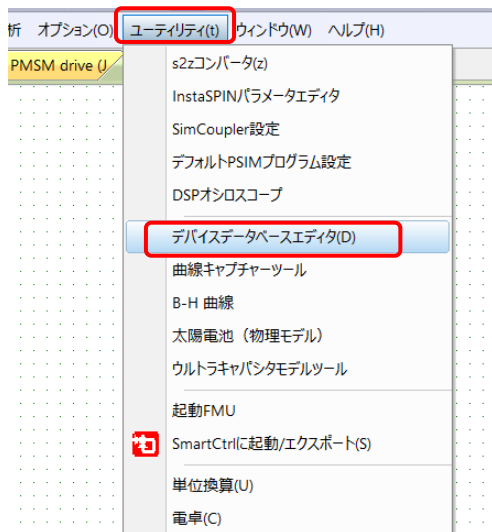 析 オプション(O) ユーティリティ(t) ウィンドウ(W) ヘルプ(H)
PMSM drive (J
s2zコンバータ(z)
InstaSPINパラメータエディタ
SimCoupler設定
デフォルトPSIMプログラム設定
DSPオシロスコープ
デバイスデータベースエディタ(D)
曲線キャプチャーツール
B-H 曲線
太陽電池（物理モデル）
ウルトラキャパシタモデルツール
起動FMU
SmartCtrlに起動/エクスポート(S)
単位換算(U)
電卓(C)